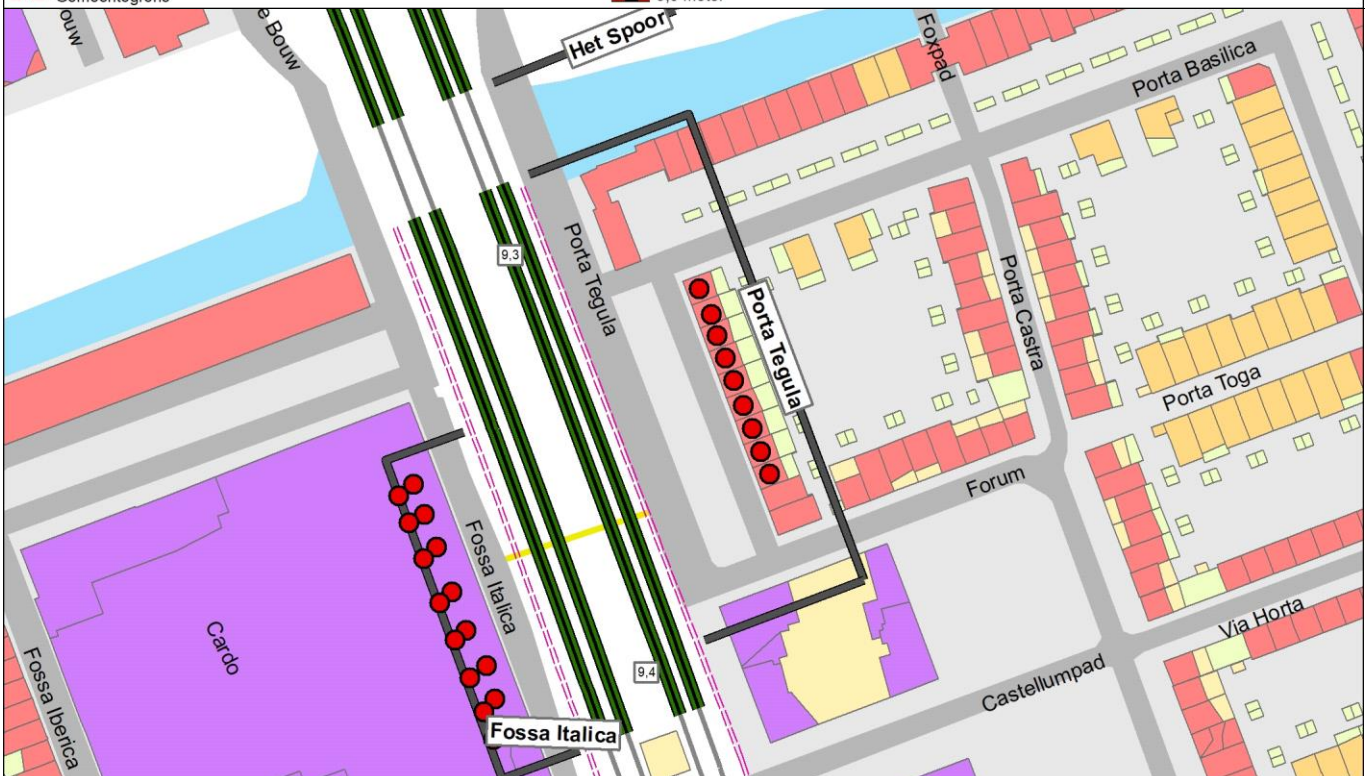 Gemeentegrens
ouw
e Bouw
Het Spoor
Foxpad
Porta Basilica
9,3
Porta Tegula
Porta Tegula
Porta Castra
Porta Toga
Forum
Fossa Italica
Cardo
Fossa Iberica
9,4
Via Horta
Castellumpad
Fossa Italica